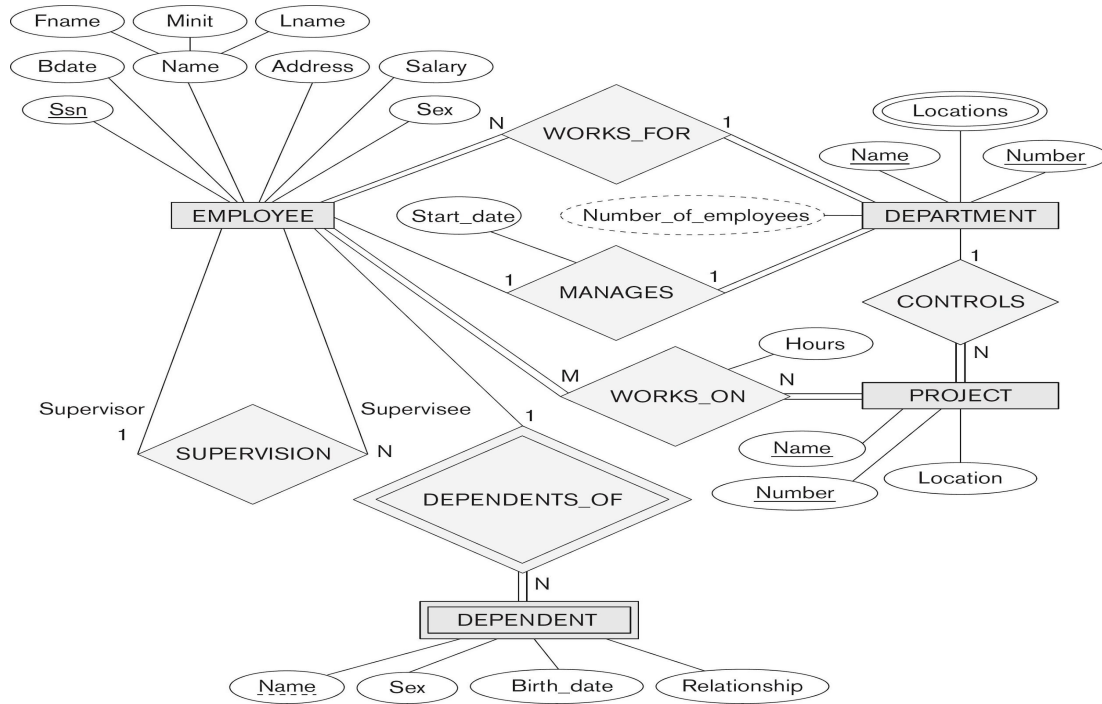 Fname
Minit
Lname
Bdate
Name
Address
Salary
Ssn
Sex
N
WORKS_FOR
1
Locations
Name
Number
EMPLOYEE
Start_date
Number_of_employees
DEPARTMENT
1
MANAGES
1
1
CONTROLS
N
Hours
M
WORKS_ON
N
PROJECT
Supervisor
1
Supervisee
N
SUPERVISION
1
Name
Number
Location
DEPENDENTS_OF
N
DEPENDENT
Name
Sex
Birth_date
Relationship